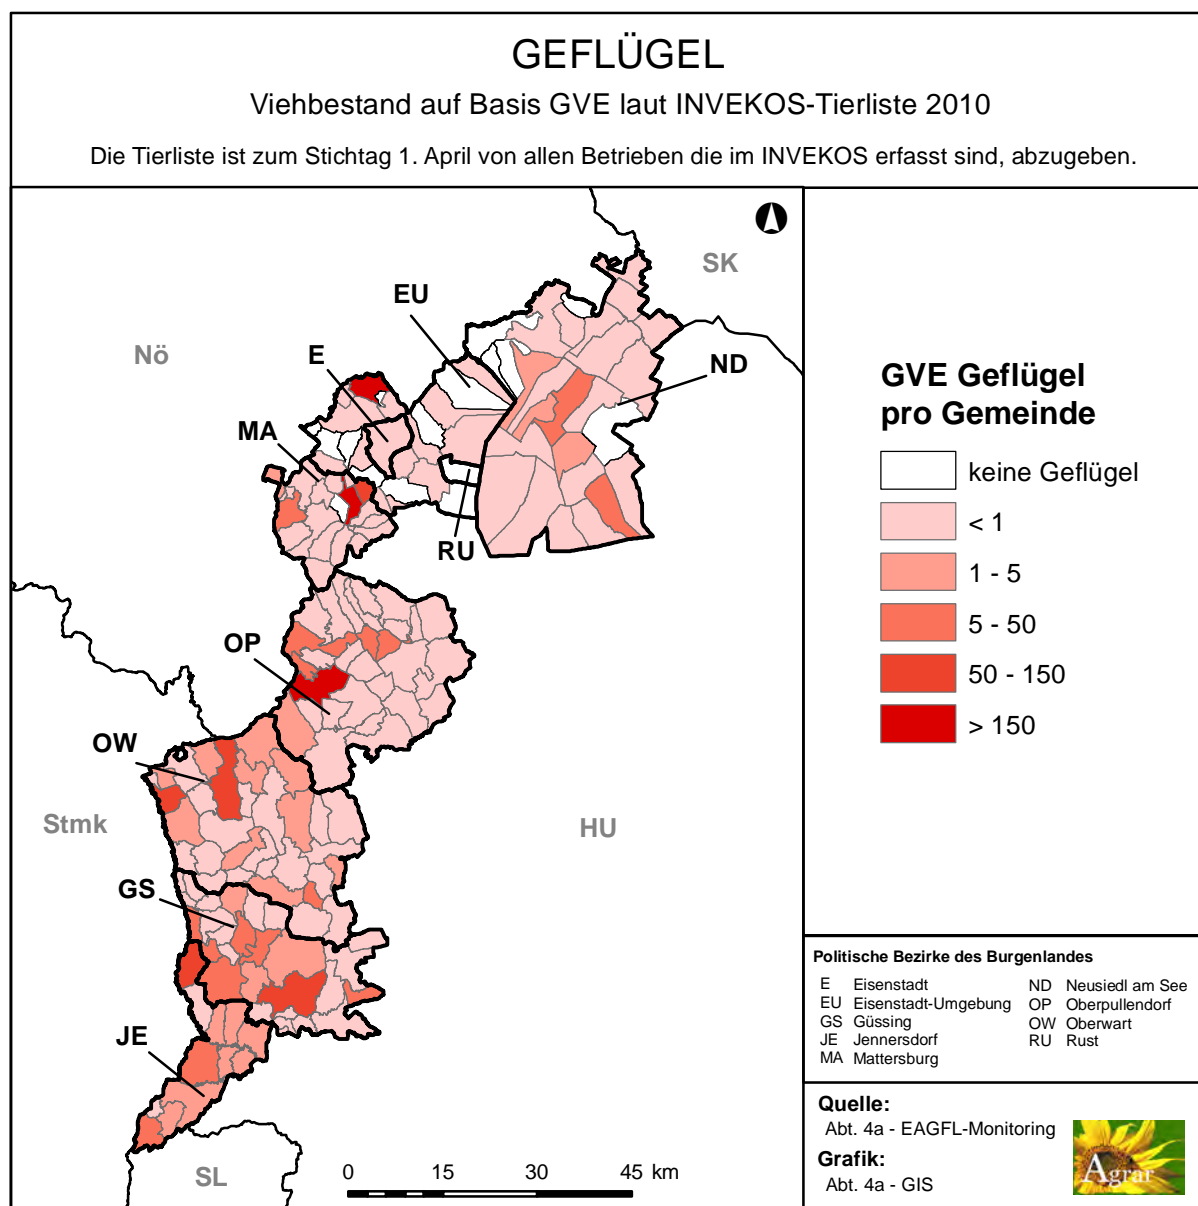 GEFLÜGEL
Viehbestand auf Basis GVE laut INVEKOS-Tierliste 2010
Die Tierliste ist zum Stichtag 1. April von allen Betrieben die im INVEKOS erfasst sind, abzugeben.
SK
EU
Nö
E
ND
MA
RU
OP
OW
Stmk
HU
GS
JE
SL
0 15 30 45 km
GVE Geflügel
pro Gemeinde
keine Geflügel
< 1
1 - 5
5 - 50
50 - 150
> 150
Politische Bezirke des Burgenlandes
E Eisenstadt
EU Eisenstadt-Umgebung
GS Güssing
JE Jennersdorf
MA Mattersburg
ND Neusiedl am See
OP Oberpullendorf
OW Oberwart
RU Rust
Quelle:
Abt. 4a - EAGFL-Monitoring
Grafik:
Abt. 4a - GIS
Agrar